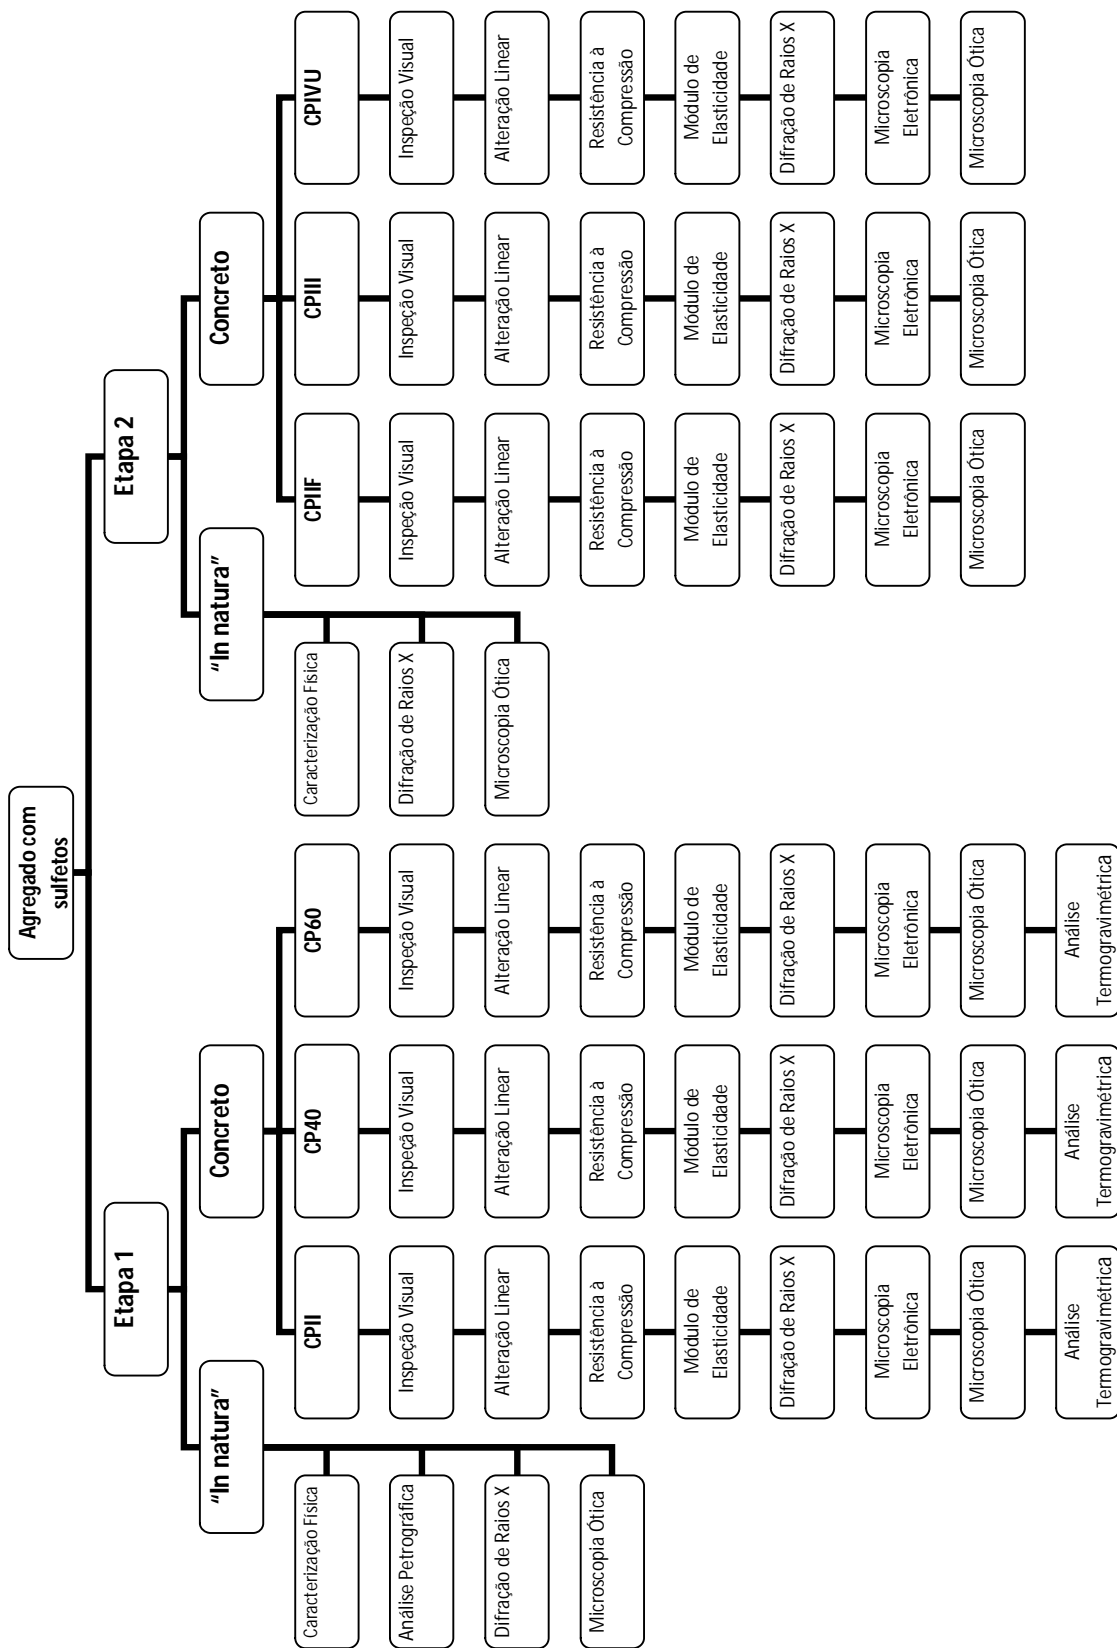 Agregado com
sulfetos
Etapa 1
Etapa 2
“In natura”
Concreto
“In natura”
Concreto
Caracterização Física
CPII
CP40
CP60
Caracterização Física
CPIIF
CPIII
CPIVU
Análise Petrográfica
Inspeção Visual
Inspeção Visual
Inspeção Visual
Difração de Raios X
Inspeção Visual
Inspeção Visual
Inspeção Visual
Difração de Raios X
Alteração Linear
Alteração Linear
Alteração Linear
Microscopia Ótica
Alteração Linear
Alteração Linear
Alteração Linear
Microscopia Ótica
Resistência à
Compressão
Resistência à
Compressão
Resistência à
Compressão
Resistência à
Compressão
Resistência à
Compressão
Resistência à
Compressão
Módulo de
Elasticidade
Módulo de
Elasticidade
Módulo de
Elasticidade
Módulo de
Elasticidade
Módulo de
Elasticidade
Módulo de
Elasticidade
Difração de Raios X
Difração de Raios X
Difração de Raios X
Difração de Raios X
Difração de Raios X
Difração de Raios X
Microscopia
Eletrônica
Microscopia
Eletrônica
Microscopia
Eletrônica
Microscopia
Eletrônica
Microscopia
Eletrônica
Microscopia
Eletrônica
Microscopia Ótica
Microscopia Ótica
Microscopia Ótica
Microscopia Ótica
Microscopia Ótica
Microscopia Ótica
Análise
Termogravimétrica
Análise
Termogravimétrica
Análise
Termogravimétrica